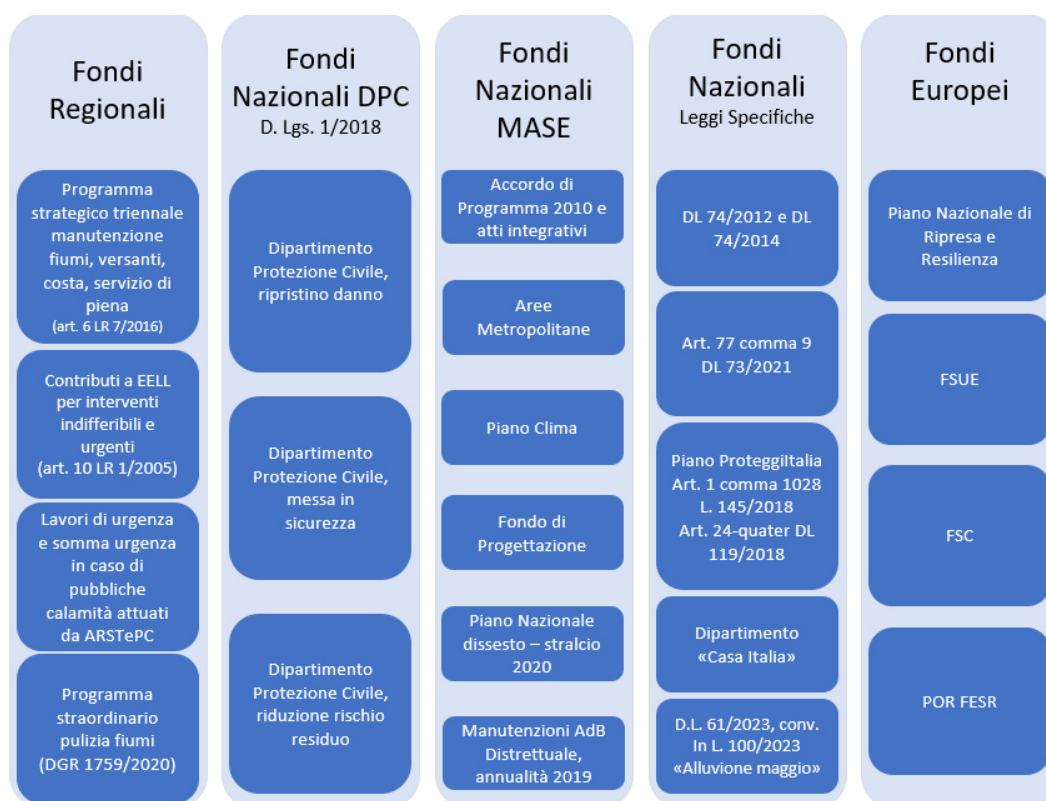 Fondi
Regionali
Programma
strategico triennale
manutenzione
fiumi, versanti,
costa, servizio di
piena
(art. 6 LR 7/2016)
Contributi a EELL
per interventi
indifferibili e
urgenti
(art. 10 LR 1/2005)
Lavori di urgenza
e somma urgenza
in caso di
pubbliche
calamità attuati
da ARSTePC
Programma
straordinario
pulizia fiumi
(DGR 1759/2020)
Fondi
Nazionali DPC
D. Lgs. 1/2018
Dipartimento
Protezione Civile,
ripristino danno
Dipartimento
Protezione Civile,
messa in
sicurezza
Dipartimento
Protezione Civile,
riduzione rischio
residuo
Fondi
Nazionali
MASE
Accordo di
Programma 2010 e
atti integrativi
Aree
Metropolitane
Piano Clima
Fondo di
Progettazione
Piano Nazionale
dissesto – stralcio
2020
Manutenzioni AdB
Distrettuale,
annualità 2019
Fondi
Nazionali
Leggi Specifiche
DL 74/2012 e DL
74/2014
Art. 77 comma 9
DL 73/2021
Piano ProteggiItalia
Art. 1 comma 1028
L. 145/2018
Art. 24-quater DL
119/2018
Dipartimento
«Casa Italia»
D.L. 61/2023, conv.
In L. 100/2023
«Alluvione maggio»
Fondi
Europei
Piano Nazionale di
Ripresa e
Resilienza
FSUE
FSC
POR FESR